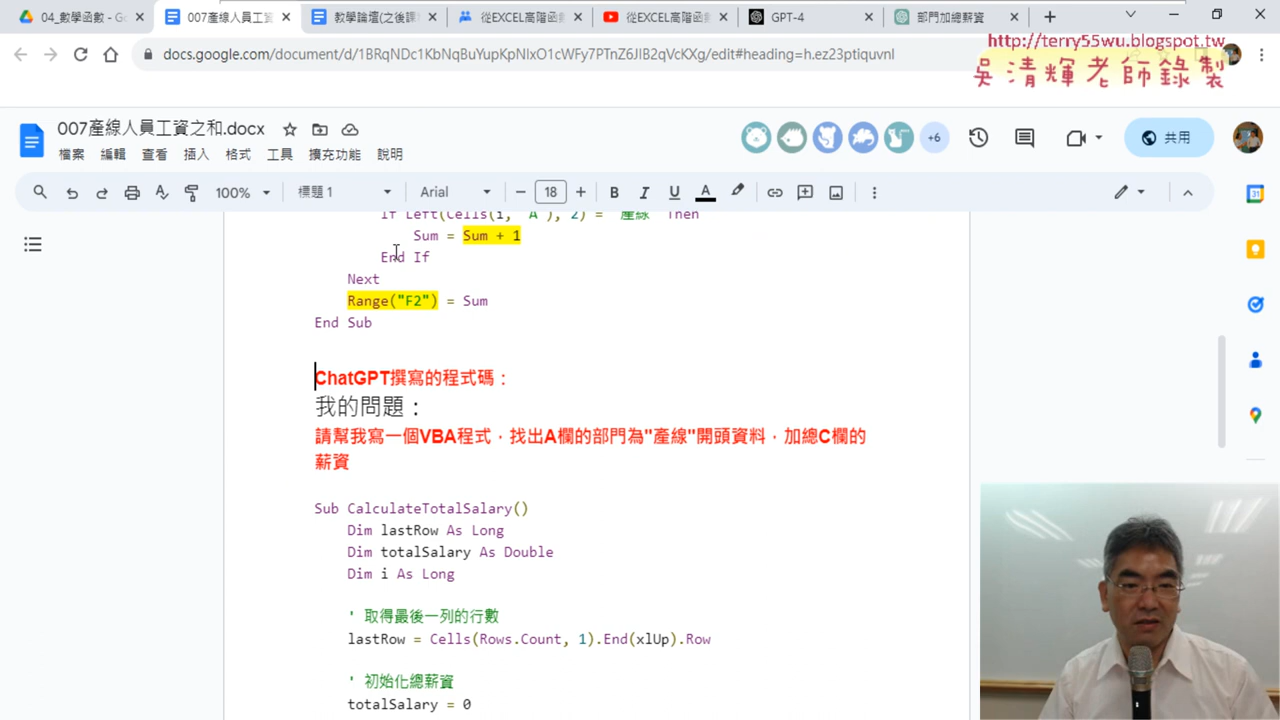 04_數學函數 - G
007產線人員工資
教學論壇(之後課
從EXCEL高階函數
從EXCEL高階函數
GPT-4
部門加總薪資
docs.google.com/document/d/1BRqNDc1KbNqBuYupKpNlxO1cWFy7PTnZ6JIB2qVcKXg/edit#heading=h.ez23ptiquvnl
http://terry55wu.blogspot.tw
吳清輝老師錄製
007產線人員工資之和.docx
檔案 編輯 查看 插入 格式 工具 擴充功能 說明
+6
共用
100% 標題 1 Arial 18
If Left(Cells(i, "A"), 2) = "產線" Then
Sum = Sum + 1
End If
Next
Range("F2") = Sum
End Sub
ChatGPT撰寫的程式碼：
我的問題：
請幫我寫一個VBA程式，找出A欄的部門為"產線"開頭資料，加總C欄的
薪資
Sub CalculateTotalSalary()
Dim lastRow As Long
Dim totalSalary As Double
Dim i As Long
' 取得最後一列的行數
lastRow = Cells(Rows.Count, 1).End(xlUp).Row
' 初始化總薪資
totalSalary = 0